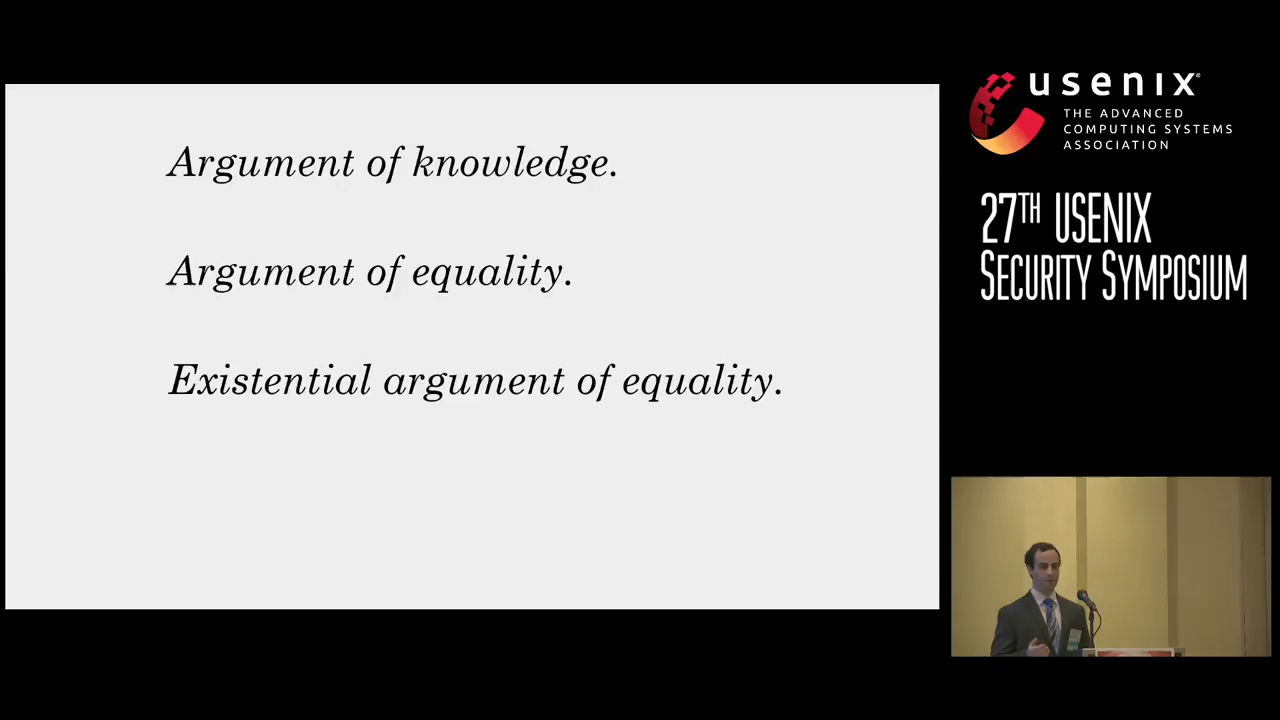 Argument of knowledge.
Argument of equality.
Existential argument of equality.
usenix
THE ADVANCED
COMPUTING SYSTEMS
ASSOCIATION
27TH USENIX
SECURITY SYMPOSIUM